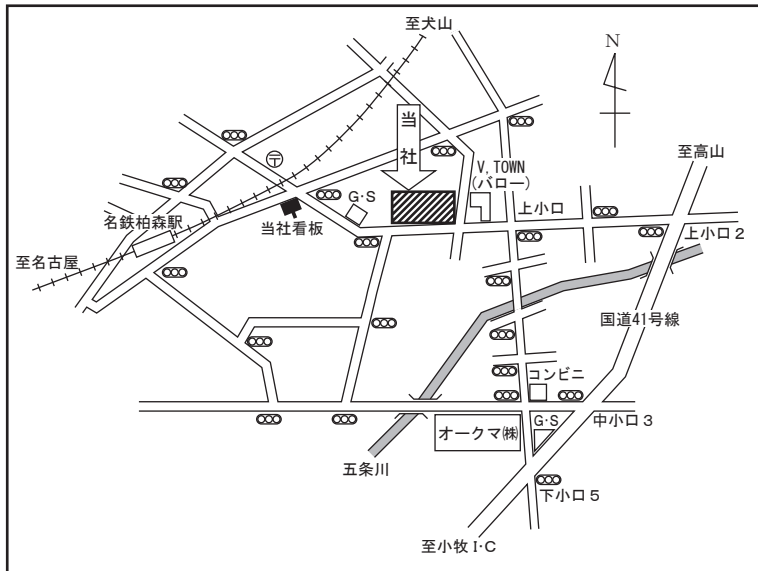 至犬山
N
当社
至高山
V,TOWN
(バロー)
〒
G・S
上小口
名鉄柏森駅
当社看板
上小口2
至名古屋
国道41号線
コンビニ
G・S
オークマ㈱
中小口3
五条川
下小口5
至小牧I・C